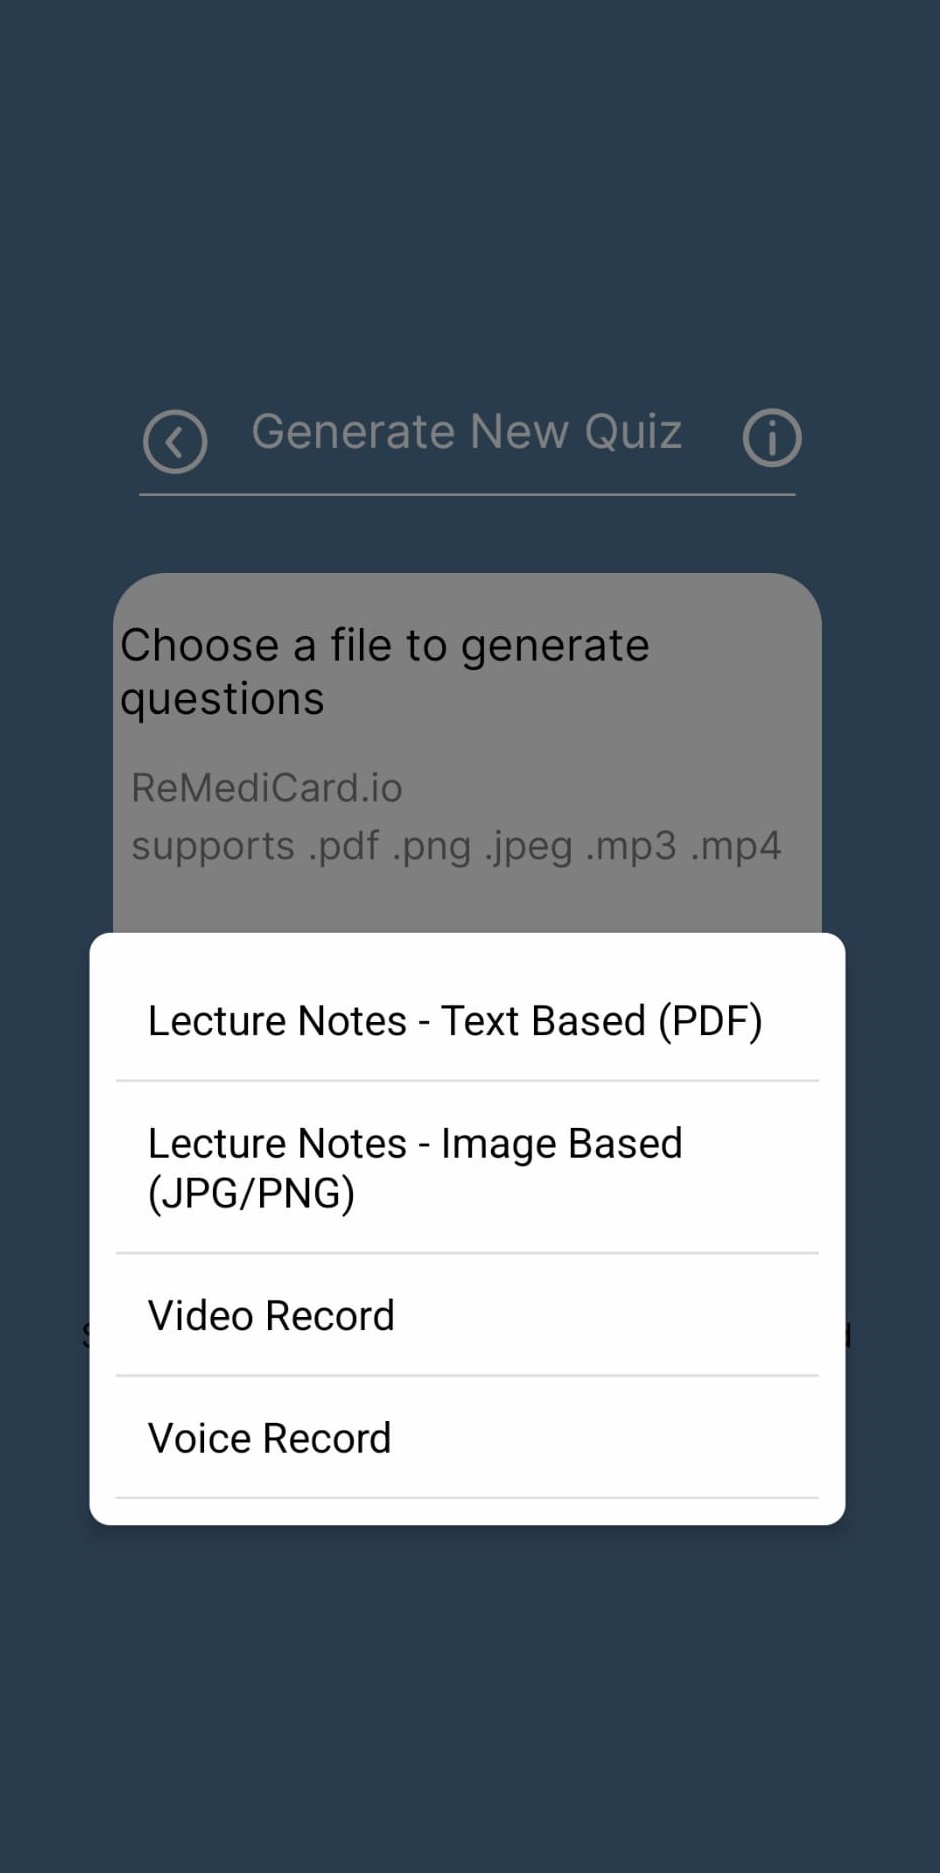 Generate New Quiz
Choose a file to generate
questions
ReMediCard.io
supports .pdf .png .jpeg .mp3 .mp4
Lecture Notes - Text Based (PDF)
Lecture Notes - Image Based
(JPG/PNG)
Video Record
Voice Record